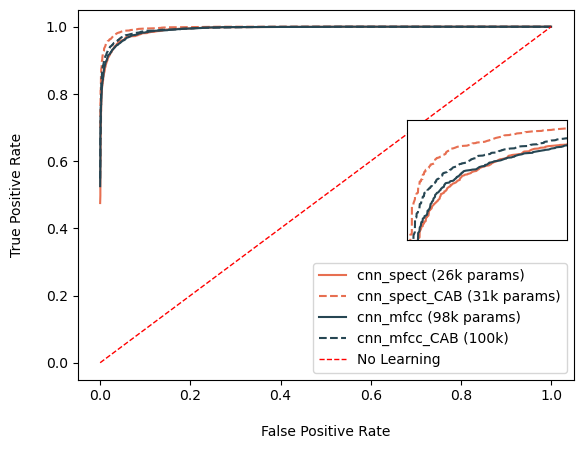 1.0
0.8
0.6
0.4
0.2
0.0
True Positive Rate
cnn_spect (26k params)
cnn_spect_CAB (31k params)
cnn_mfcc (98k params)
cnn_mfcc_CAB (100k)
No Learning
0.0 0.2 0.4 0.6 0.8 1.0
False Positive Rate